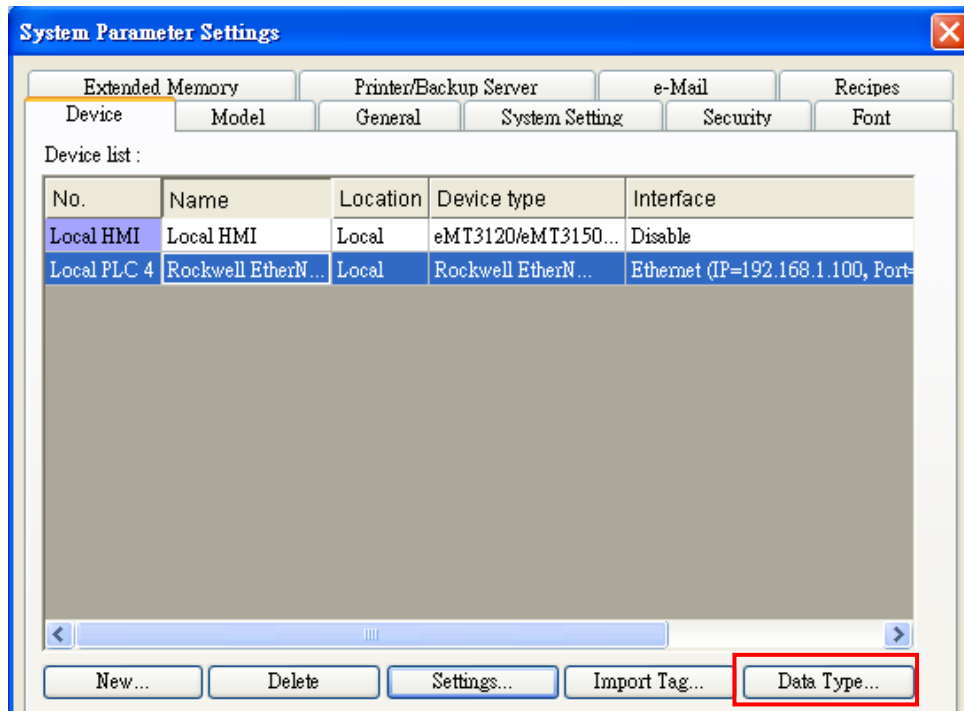 System Parameter Settings
Extended Memory Printer/Backup Server e-Mail Recipes
Device Model General System Setting Security Font
Device list :
No. Name Location Device type Interface
Local HMI Local HMI Local eMT3120/eMT3150... Disable
Local PLC 4 Rockwell EtherN... Local Rockwell EtherN... Ethernet (IP=192.168.1.100, Port=
New... Delete Settings... Import Tag... Data Type...